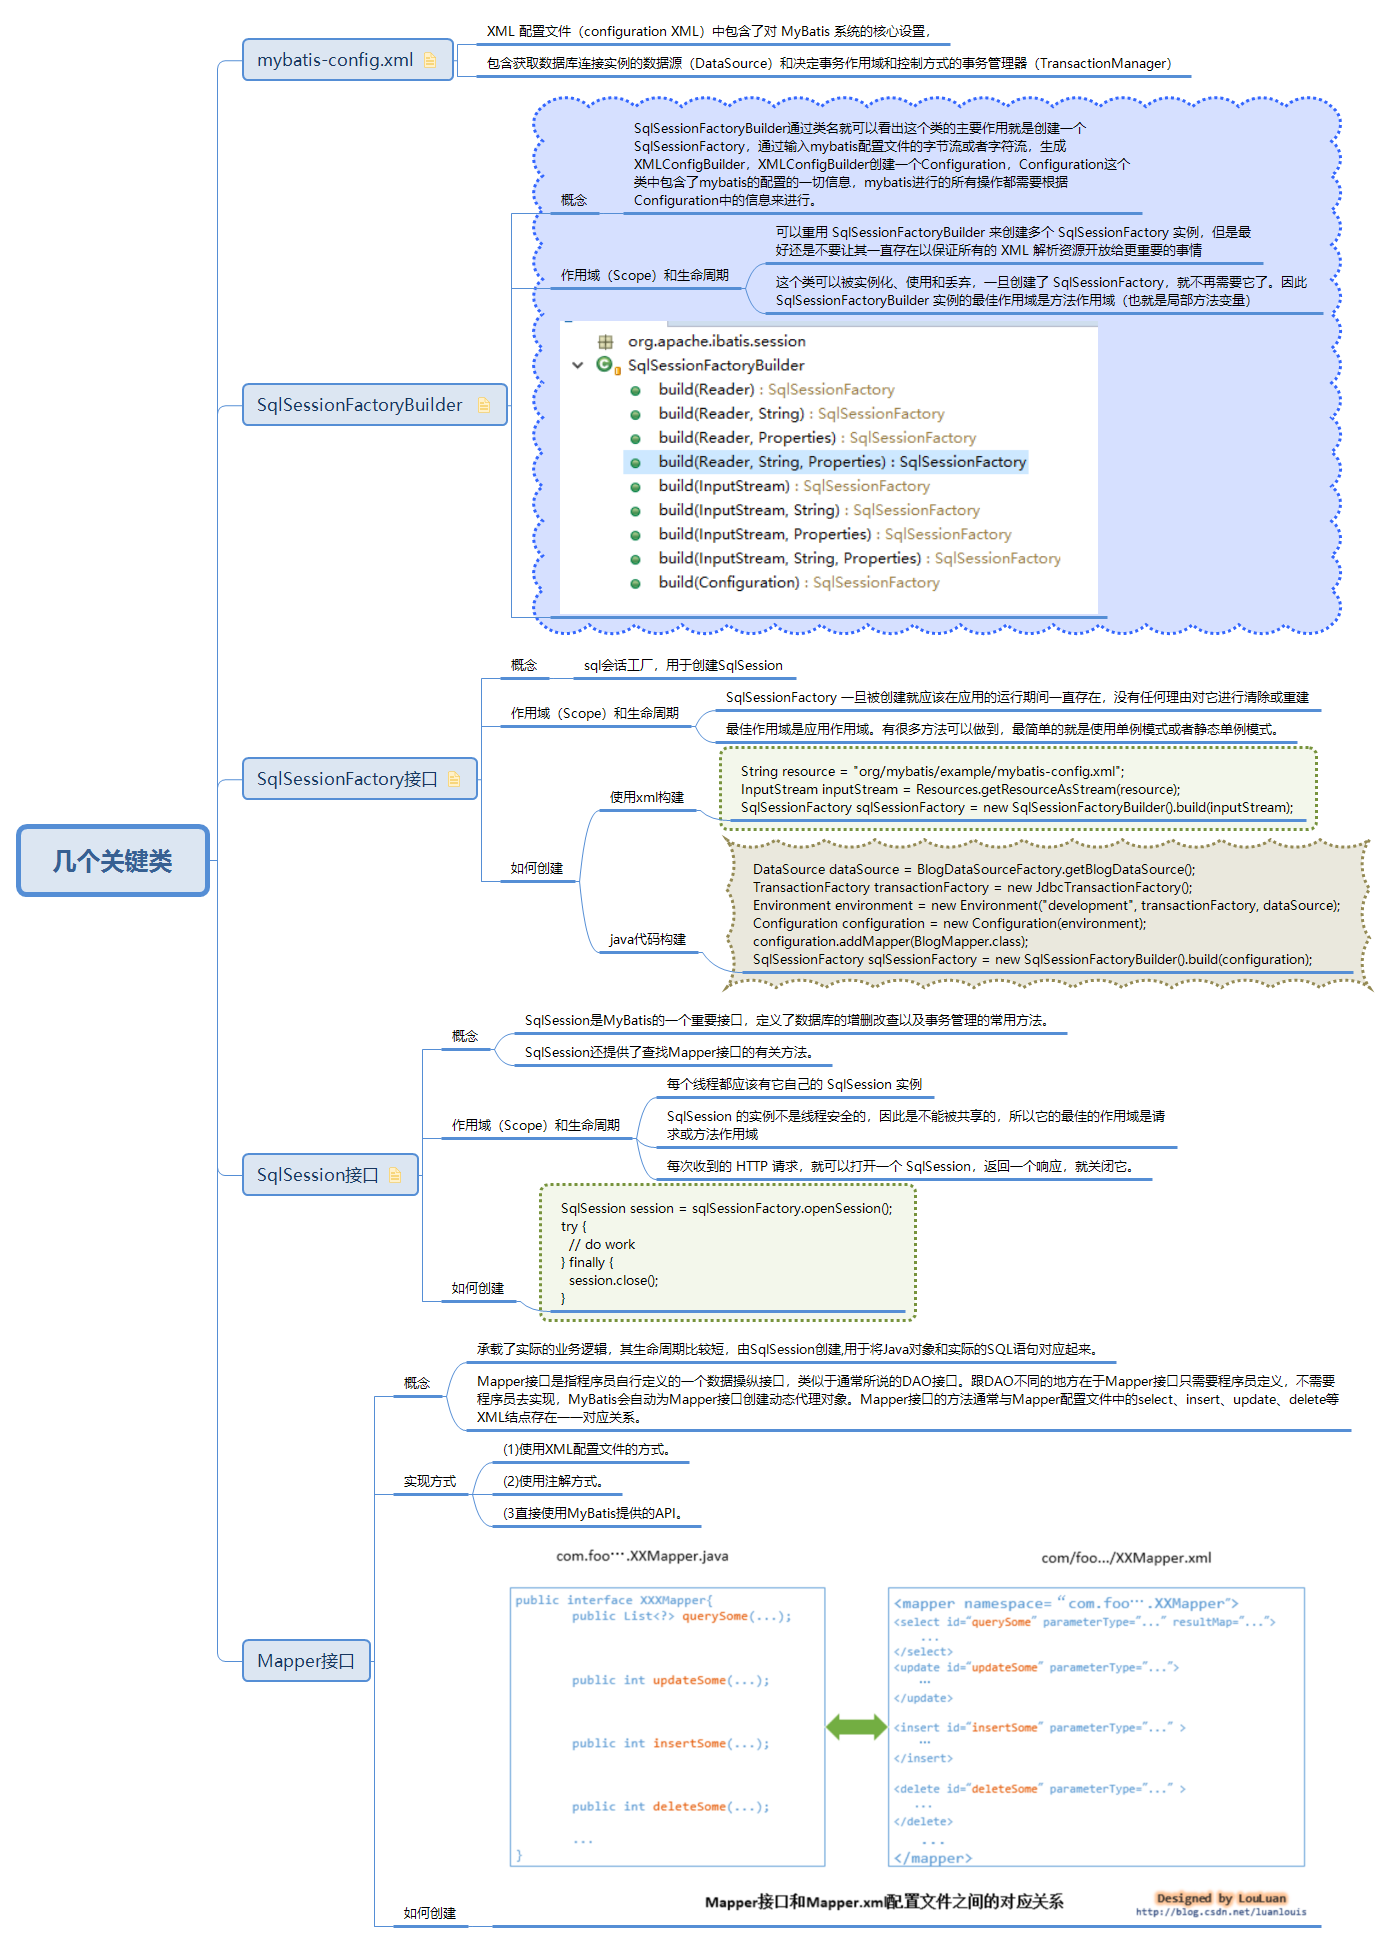 几个关键类
mybatis-config.xml
XML 配置文件（configuration XML）中包含了对 MyBatis 系统的核心设置，
包含获取数据库连接实例的数据源（DataSource）和决定事务作用域和控制方式的事务管理器（TransactionManager）
SqlSessionFactoryBuilder
概念
SqlSessionFactoryBuilder通过类名就可以看出这个类的主要作用就是创建一个
SqlSessionFactory，通过输入mybatis配置文件的字节流或者字符流，生成
XMLConfigBuilder，XMLConfigBuilder创建一个Configuration，Configuration这个
类中包含了mybatis的配置的一切信息，mybatis进行的所有操作都需要根据
Configuration中的信息来进行。
作用域（Scope）和生命周期
可以重用 SqlSessionFactoryBuilder 来创建多个 SqlSessionFactory 实例，但是最
好还是不要让其一直存在以保证所有的 XML 解析资源开放给更重要的事情
这个类可以被实例化、使用和丢弃，一旦创建了 SqlSessionFactory，就不再需要它了。因此
SqlSessionFactoryBuilder 实例的最佳作用域是方法作用域（也就是局部方法变量）
org.apache.ibatis.session
SqlSessionFactoryBuilder
build(Reader) : SqlSessionFactory
build(Reader, String) : SqlSessionFactory
build(Reader, Properties) : SqlSessionFactory
build(Reader, String, Properties) : SqlSessionFactory
build(InputStream) : SqlSessionFactory
build(InputStream, String) : SqlSessionFactory
build(InputStream, Properties) : SqlSessionFactory
build(InputStream, String, Properties) : SqlSessionFactory
build(Configuration) : SqlSessionFactory
SqlSessionFactory接口
概念
sql会话工厂，用于创建SqlSession
作用域（Scope）和生命周期
SqlSessionFactory 一旦被创建就应该在应用的运行期间一直存在，没有任何理由对它进行清除或重建
最佳作用域是应用作用域。有很多方法可以做到，最简单的就是使用单例模式或者静态单例模式。
如何创建
使用xml构建
String resource = "org/mybatis/example/mybatis-config.xml";
InputStream inputStream = Resources.getResourceAsStream(resource);
SqlSessionFactory sqlSessionFactory = new SqlSessionFactoryBuilder().build(inputStream);
java代码构建
DataSource dataSource = BlogDataSourceFactory.getBlogDataSource();
TransactionFactory transactionFactory = new JdbcTransactionFactory();
Environment environment = new Environment("development", transactionFactory, dataSource);
Configuration configuration = new Configuration(environment);
configuration.addMapper(BlogMapper.class);
SqlSessionFactory sqlSessionFactory = new SqlSessionFactoryBuilder().build(configuration);
SqlSession接口
概念
SqlSession是MyBatis的一个重要接口，定义了数据库的增删改查以及事务管理的常用方法。
SqlSession还提供了查找Mapper接口的有关方法。
作用域（Scope）和生命周期
每个线程都应该有它自己的 SqlSession 实例
SqlSession 的实例不是线程安全的，因此是不能被共享的，所以它的最佳的作用域是请
求或方法作用域
每次收到的 HTTP 请求，就可以打开一个 SqlSession，返回一个响应，就关闭它。
如何创建
SqlSession session = sqlSessionFactory.openSession();
try {
// do work
} finally {
session.close();
}
Mapper接口
概念
承载了实际的业务逻辑，其生命周期比较短，由SqlSession创建,用于将Java对象和实际的SQL语句对应起来。
Mapper接口是指程序员自行定义的一个数据操纵接口，类似于通常所说的DAO接口。跟DAO不同的地方在于Mapper接口只需要程序员定义，不需要
程序员去实现，MyBatis会自动为Mapper接口创建动态代理对象。Mapper接口的方法通常与Mapper配置文件中的select、insert、update、delete等
XML结点存在一一对应关系。
实现方式
(1)使用XML配置文件的方式。
(2)使用注解方式。
(3直接使用MyBatis提供的API。
如何创建
com.foo….XXMapper.java
public interface XXXMapper{
public List<?> querySome(...);
public int updateSome(...);
public int insertSome(...);
public int deleteSome(...);
...
}
com/foo.../XXMapper.xml
<mapper namespace=“com.foo….XXMapper”>
<select id=“querySome” parameterType=“...” resultMap=“...”>
...
</select>
<update id=“updateSome” parameterType=“...”>
…
</update>
<insert id=“insertSome” parameterType=“...” >
…
</insert>
<delete id=“deleteSome” parameterType=“...” >
...
</delete>
...
</mapper>
Mapper接口和Mapper.xml配置文件之间的对应关系
Designed by LouLuan
http://blog.csdn.net/luanlouis